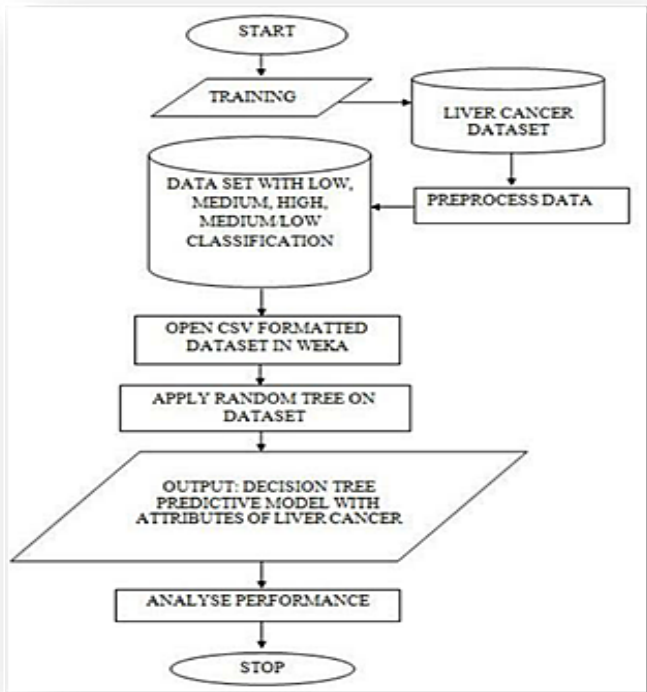 START
TRAINING
LIVER CANCER
DATASET
PREPROCESS DATA
DATA SET WITH LOW,
MEDIUM, HIGH,
MEDIUM/LOW
CLASSIFICATION
OPEN CSV FORMATTED
DATASET IN WEKA
APPLY RANDOM TREE ON
DATASET
OUTPUT: DECISION TREE
PREDICTIVE MODEL WITH
ATTRIBUTES OF LIVER CANCER
ANALYSE PERFORMANCE
STOP